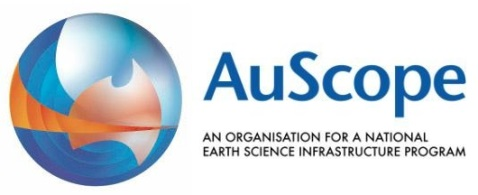 AuScope
AN ORGANISATION FOR A NATIONAL
EARTH SCIENCE INFRASTRUCTURE PROGRAM